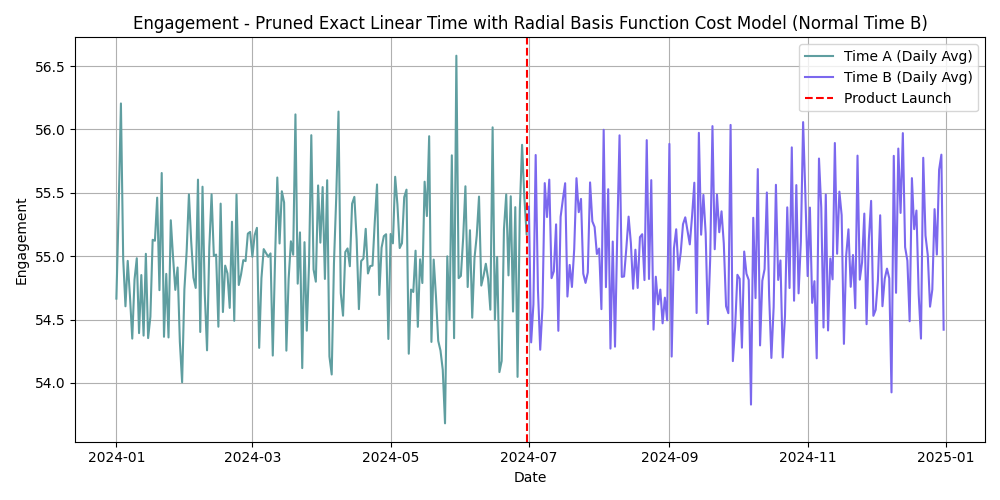 Engagement - Pruned Exact Linear Time with Radial Basis Function Cost Model (Normal Time B)
Time A (Daily Avg)
Time B (Daily Avg)
Product Launch
Engagement
56.5
56.0
55.5
55.0
54.5
54.0
2024-01
2024-03
2024-05
2024-07
2024-09
2024-11
2025-01
Date